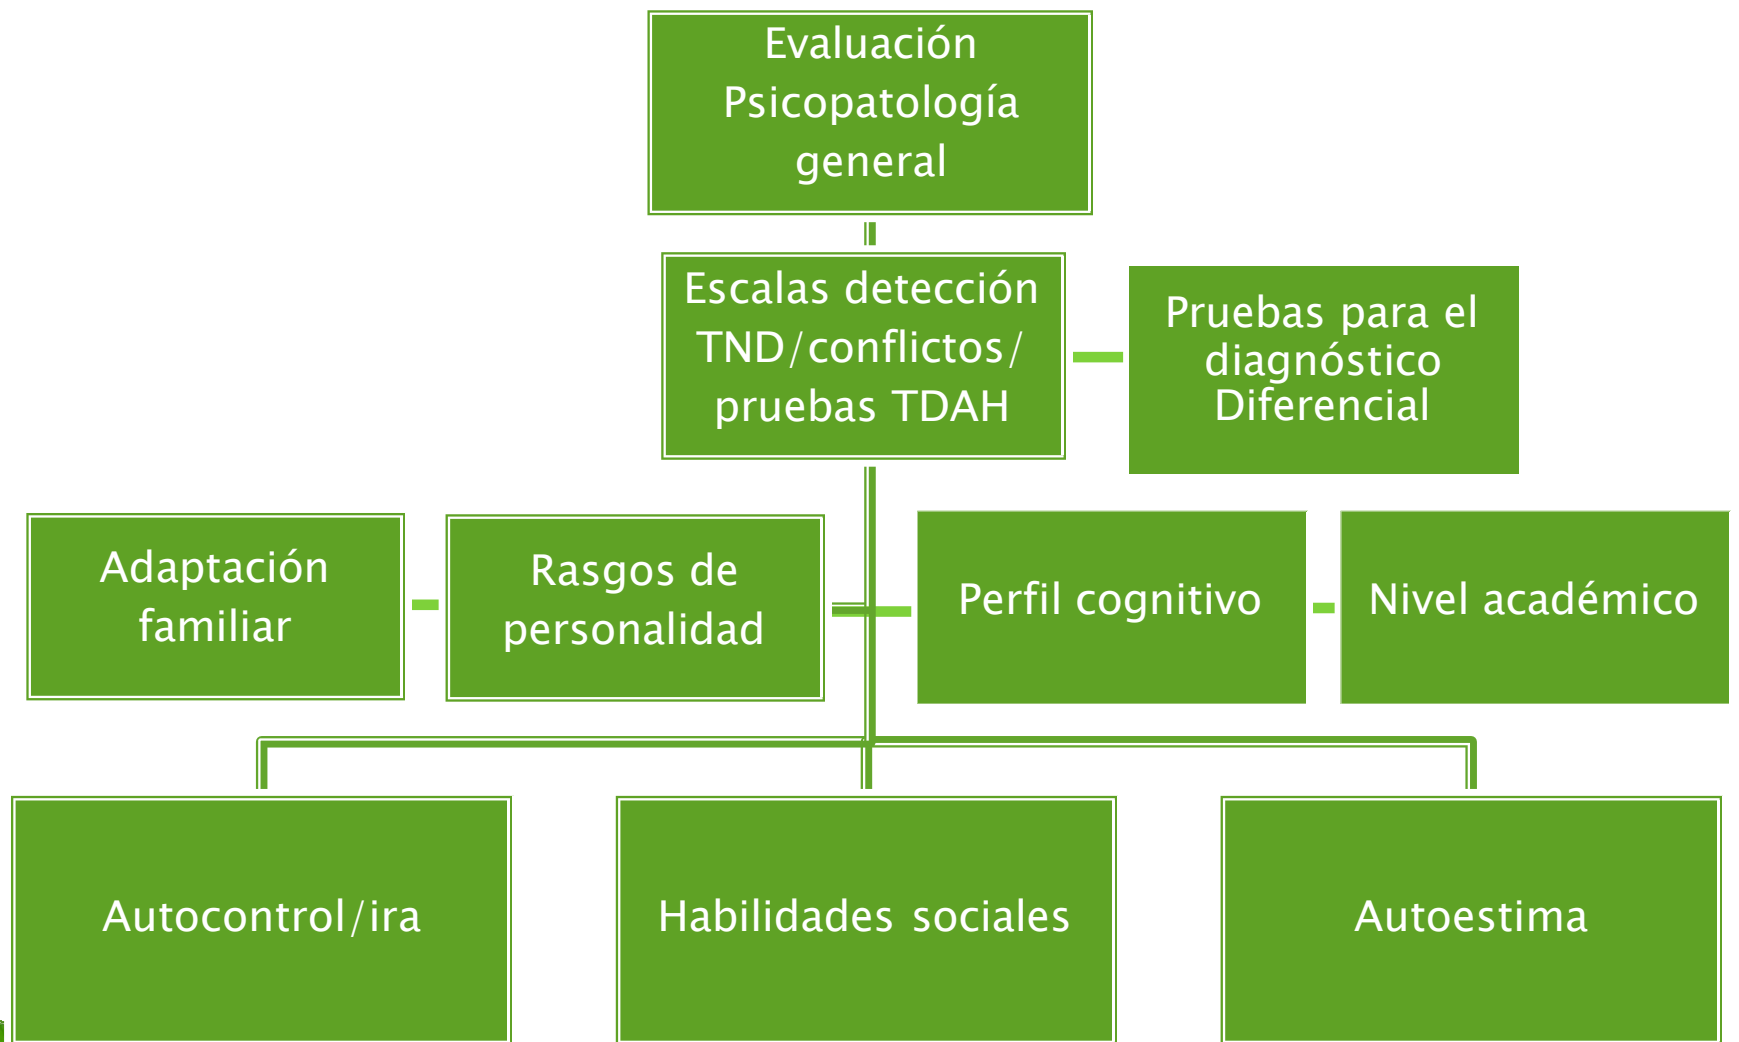 Evaluación
Psicopatología
general
Escalas detección
TND/conflictos/
pruebas TDAH
Pruebas para el
diagnóstico
Diferencial
Adaptación
familiar
Rasgos de
personalidad
Perfil cognitivo
Nivel académico
Autocontrol/ira
Habilidades sociales
Autoestima